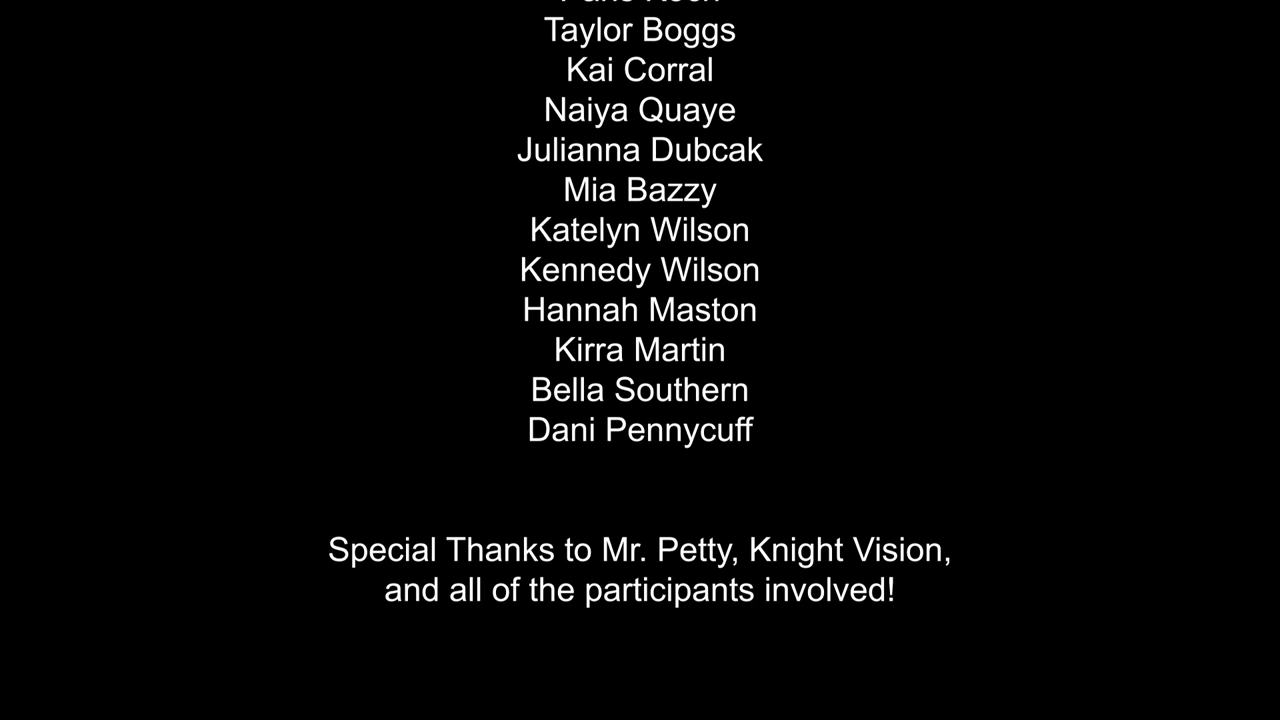 Taylor Boggs
Kai Corral
Naiya Quaye
Julianna Dubcak
Mia Bazzy
Katelyn Wilson
Kennedy Wilson
Hannah Maston
Kirra Martin
Bella Southern
Dani Pennycuff
Special Thanks to Mr. Petty, Knight Vision,
and all of the participants involved!